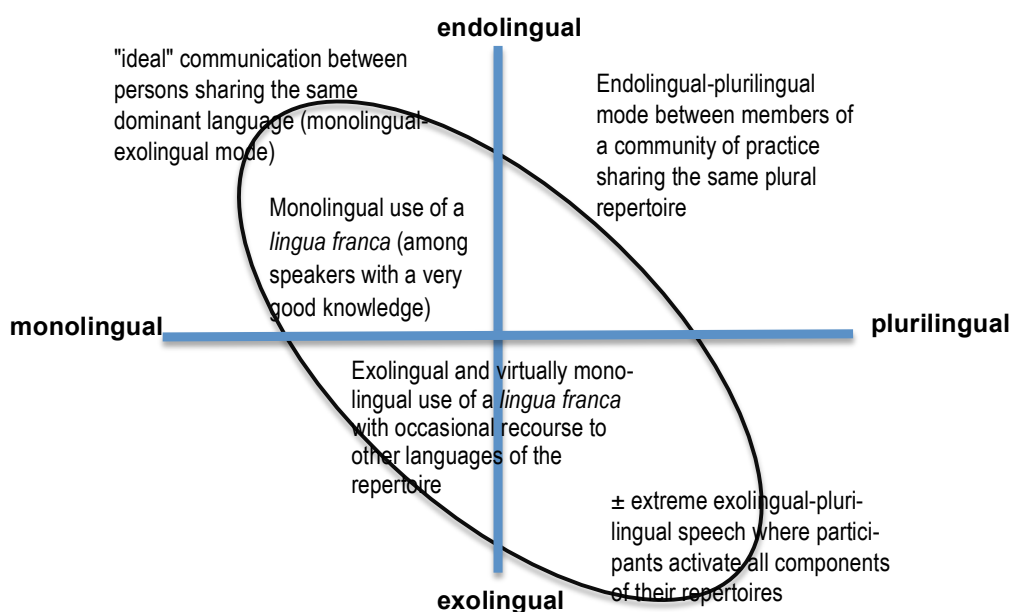 endolingual
"ideal" communication between
persons sharing the same
dominant language (monolingual-
exolingual mode)
Endolingual-plurilingual
mode between members of
a community of practice
sharing the same plural
repertoire
Monolingual use of a
lingua franca (among
speakers with a very
good knowledge)
monolingual
plurilingual
Exolingual and virtually mono-
lingual use of a lingua franca
with occasional recourse to
other languages of the
repertoire
± extreme exolingual-pluri-
lingual speech where partici-
pants activate all components
of their repertoires
exolingual